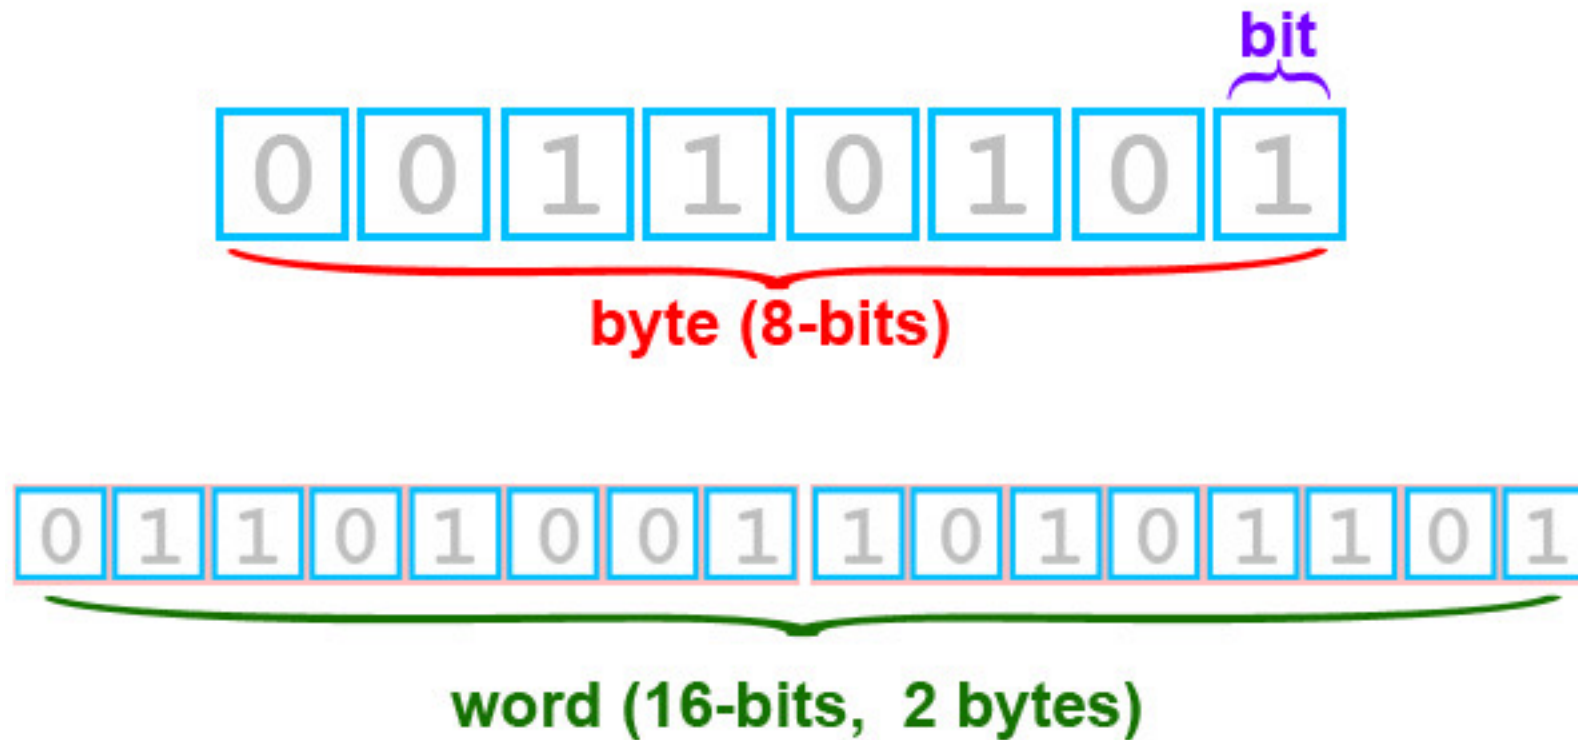 bit
0 0 1 1 0 1 0 1
byte (8-bits)
0 1 1 0 1 0 0 1 1 0 1 0 1 1 0 1
word (16-bits, 2 bytes)